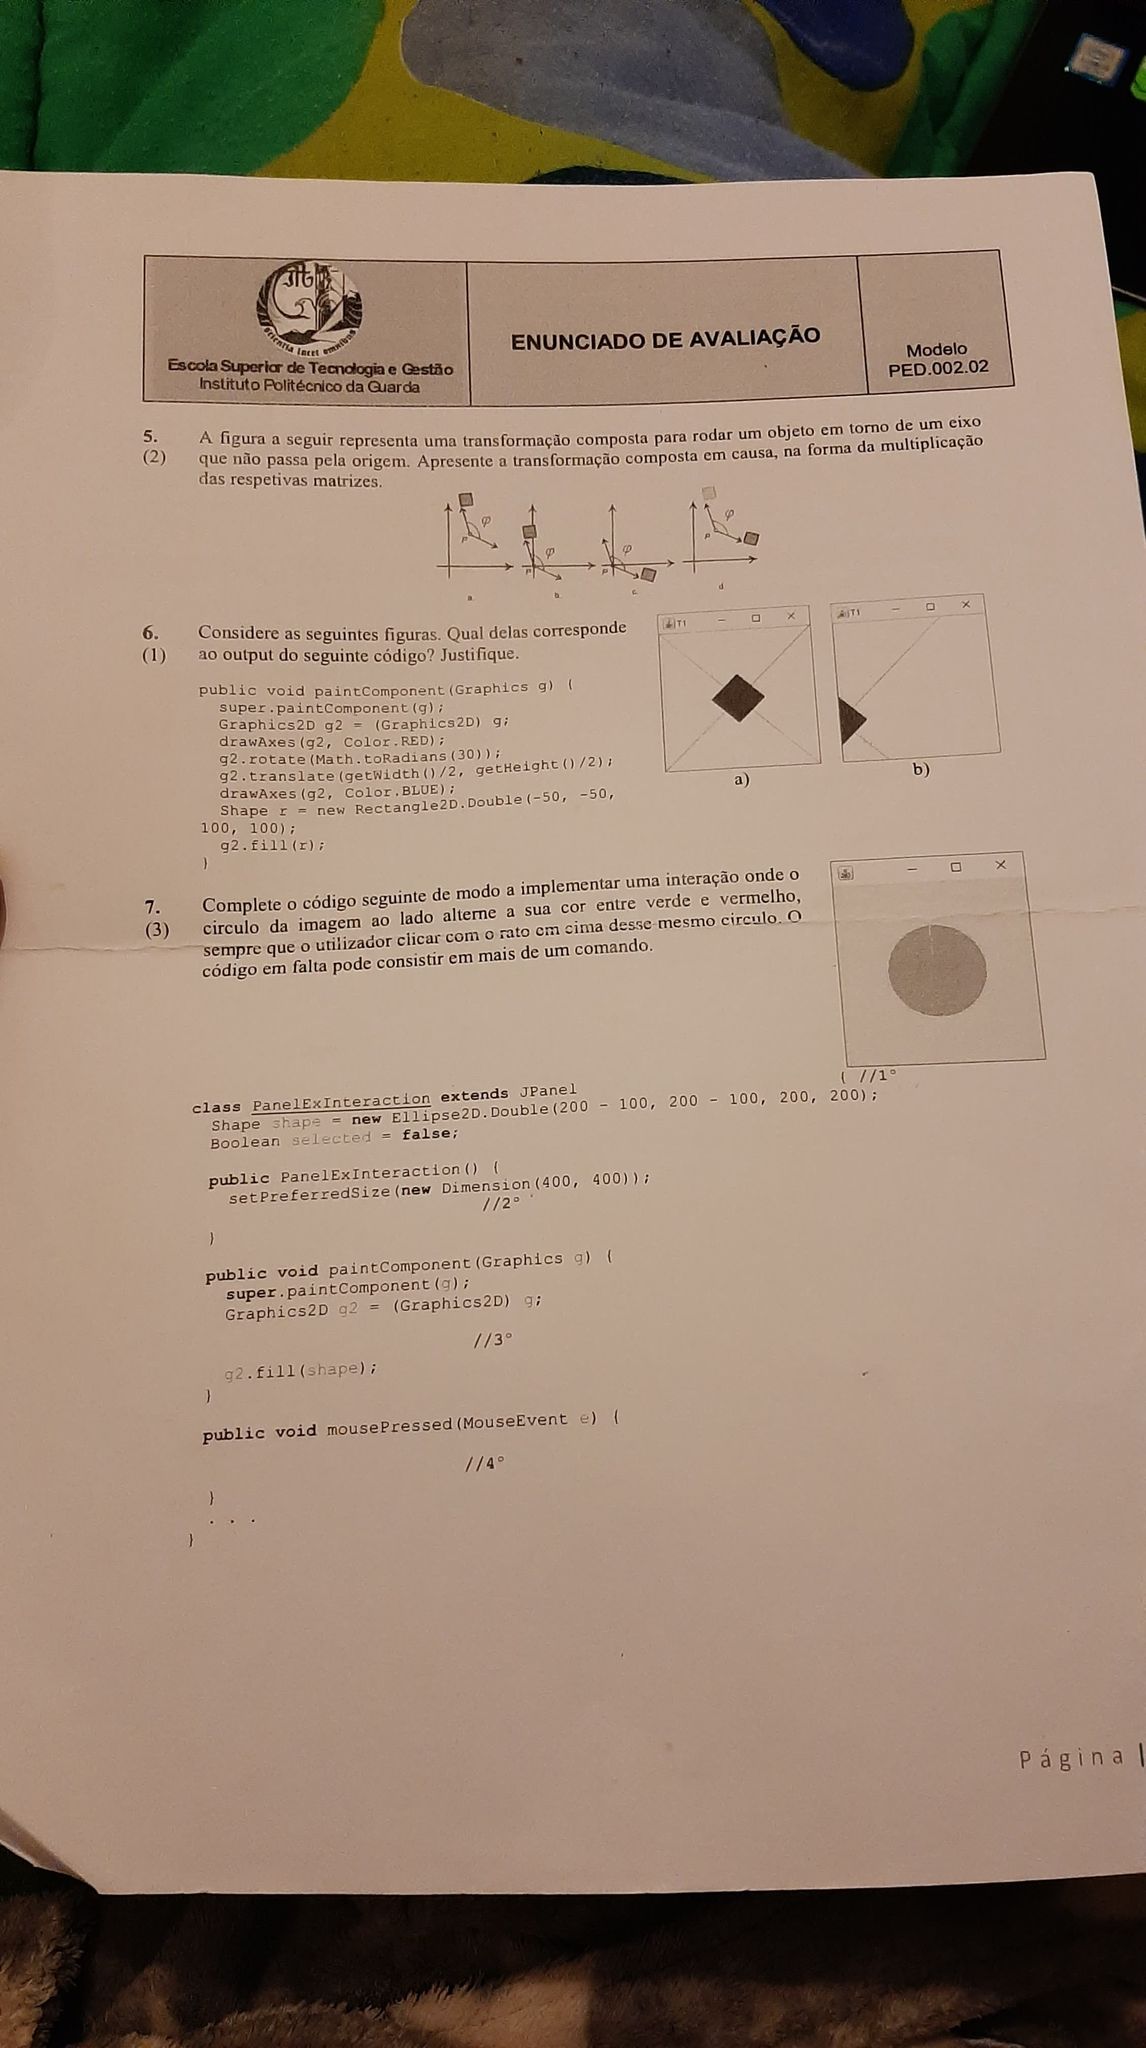 scientia lucet omnibus
Escola Superior de Tecnologia e Gestão
Instituto Politécnico da Guarda
ENUNCIADO DE AVALIAÇÃO
Modelo
PED.002.02
5. A figura a seguir representa uma transformação composta para rodar um objeto em torno de um eixo
(2) que não passa pela origem. Apresente a transformação composta em causa, na forma da multiplicação
das respetivas matrizes.
P φ P φ P φ P φ
a. b. c. d
6. Considere as seguintes figuras. Qual delas corresponde
(1) ao output do seguinte código? Justifique.
public void paintComponent(Graphics g) {
super.paintComponent(g);
Graphics2D g2 = (Graphics2D) g;
drawAxes(g2, Color.RED);
g2.rotate(Math.toRadians(30));
g2.translate(getWidth()/2, getHeight()/2);
drawAxes(g2, Color.BLUE);
Shape r = new Rectangle2D.Double(-50, -50,
100, 100);
g2.fill(r);
}
T1
a)
T1
b)
7. Complete o código seguinte de modo a implementar uma interação onde o
(3) circulo da imagem ao lado alterne a sua cor entre verde e vermelho,
sempre que o utilizador clicar com o rato em cima desse mesmo circulo. O
código em falta pode consistir em mais de um comando.
class PanelExInteraction extends JPanel { //1°
Shape shape = new Ellipse2D.Double(200 - 100, 200 - 100, 200, 200);
Boolean selected = false;
public PanelExInteraction() {
setPreferredSize(new Dimension(400, 400));
//2°
}
public void paintComponent(Graphics g) {
super.paintComponent(g);
Graphics2D g2 = (Graphics2D) g;
//3°
g2.fill(shape);
}
public void mousePressed(MouseEvent e) {
//4°
}
. . .
}
Página |